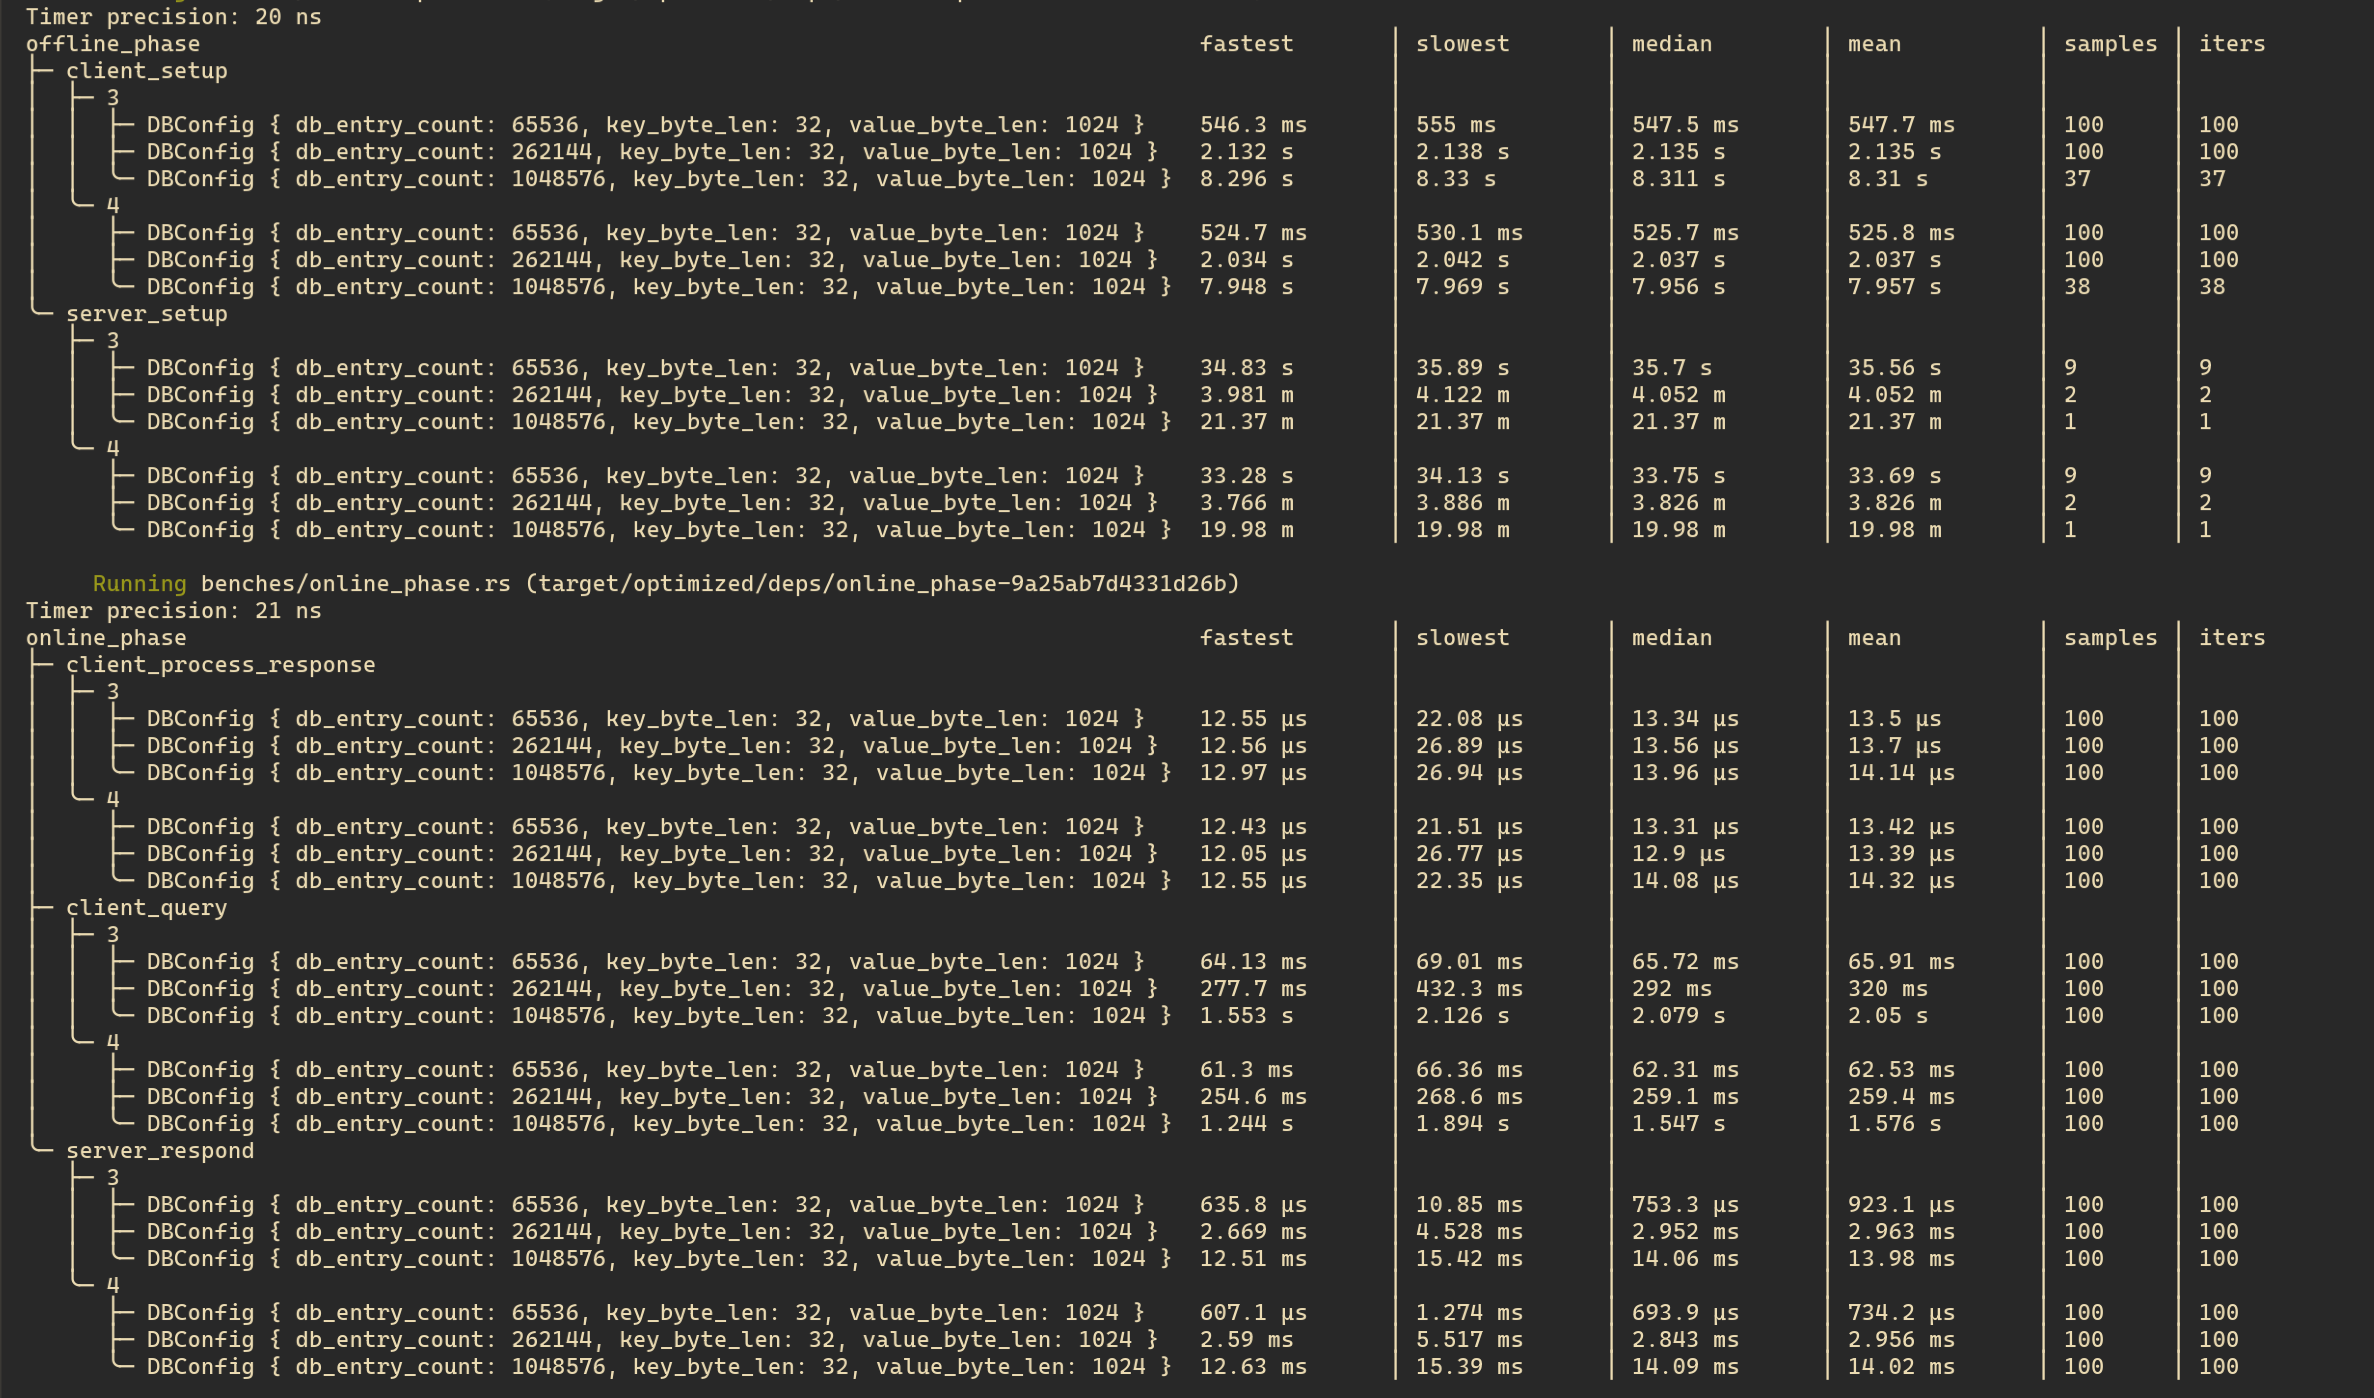 Timer precision: 20 ns
offline_phase fastest │ slowest │ median │ mean │ samples │ iters
├─ client_setup │ │ │ │ │
│ ├─ 3 │ │ │ │ │
│ │ ├─ DBConfig { db_entry_count: 65536, key_byte_len: 32, value_byte_len: 1024 } 546.3 ms │ 555 ms │ 547.5 ms │ 547.7 ms │ 100 │ 100
│ │ ├─ DBConfig { db_entry_count: 262144, key_byte_len: 32, value_byte_len: 1024 } 2.132 s │ 2.138 s │ 2.135 s │ 2.135 s │ 100 │ 100
│ │ ╰─ DBConfig { db_entry_count: 1048576, key_byte_len: 32, value_byte_len: 1024 } 8.296 s │ 8.33 s │ 8.311 s │ 8.31 s │ 37 │ 37
│ ╰─ 4 │ │ │ │ │
│ ├─ DBConfig { db_entry_count: 65536, key_byte_len: 32, value_byte_len: 1024 } 524.7 ms │ 530.1 ms │ 525.7 ms │ 525.8 ms │ 100 │ 100
│ ├─ DBConfig { db_entry_count: 262144, key_byte_len: 32, value_byte_len: 1024 } 2.034 s │ 2.042 s │ 2.037 s │ 2.037 s │ 100 │ 100
│ ╰─ DBConfig { db_entry_count: 1048576, key_byte_len: 32, value_byte_len: 1024 } 7.948 s │ 7.969 s │ 7.956 s │ 7.957 s │ 38 │ 38
╰─ server_setup │ │ │ │ │
├─ 3 │ │ │ │ │
│ ├─ DBConfig { db_entry_count: 65536, key_byte_len: 32, value_byte_len: 1024 } 34.83 s │ 35.89 s │ 35.7 s │ 35.56 s │ 9 │ 9
│ ├─ DBConfig { db_entry_count: 262144, key_byte_len: 32, value_byte_len: 1024 } 3.981 m │ 4.122 m │ 4.052 m │ 4.052 m │ 2 │ 2
│ ╰─ DBConfig { db_entry_count: 1048576, key_byte_len: 32, value_byte_len: 1024 } 21.37 m │ 21.37 m │ 21.37 m │ 21.37 m │ 1 │ 1
╰─ 4 │ │ │ │ │
├─ DBConfig { db_entry_count: 65536, key_byte_len: 32, value_byte_len: 1024 } 33.28 s │ 34.13 s │ 33.75 s │ 33.69 s │ 9 │ 9
├─ DBConfig { db_entry_count: 262144, key_byte_len: 32, value_byte_len: 1024 } 3.766 m │ 3.886 m │ 3.826 m │ 3.826 m │ 2 │ 2
╰─ DBConfig { db_entry_count: 1048576, key_byte_len: 32, value_byte_len: 1024 } 19.98 m │ 19.98 m │ 19.98 m │ 19.98 m │ 1 │ 1
Running benches/online_phase.rs (target/optimized/deps/online_phase-9a25ab7d4331d26b)
Timer precision: 21 ns
online_phase fastest │ slowest │ median │ mean │ samples │ iters
├─ client_process_response │ │ │ │ │
│ ├─ 3 │ │ │ │ │
│ │ ├─ DBConfig { db_entry_count: 65536, key_byte_len: 32, value_byte_len: 1024 } 12.55 µs │ 22.08 µs │ 13.34 µs │ 13.5 µs │ 100 │ 100
│ │ ├─ DBConfig { db_entry_count: 262144, key_byte_len: 32, value_byte_len: 1024 } 12.56 µs │ 26.89 µs │ 13.56 µs │ 13.7 µs │ 100 │ 100
│ │ ╰─ DBConfig { db_entry_count: 1048576, key_byte_len: 32, value_byte_len: 1024 } 12.97 µs │ 26.94 µs │ 13.96 µs │ 14.14 µs │ 100 │ 100
│ ╰─ 4 │ │ │ │ │
│ ├─ DBConfig { db_entry_count: 65536, key_byte_len: 32, value_byte_len: 1024 } 12.43 µs │ 21.51 µs │ 13.31 µs │ 13.42 µs │ 100 │ 100
│ ├─ DBConfig { db_entry_count: 262144, key_byte_len: 32, value_byte_len: 1024 } 12.05 µs │ 26.77 µs │ 12.9 µs │ 13.39 µs │ 100 │ 100
│ ╰─ DBConfig { db_entry_count: 1048576, key_byte_len: 32, value_byte_len: 1024 } 12.55 µs │ 22.35 µs │ 14.08 µs │ 14.32 µs │ 100 │ 100
├─ client_query │ │ │ │ │
│ ├─ 3 │ │ │ │ │
│ │ ├─ DBConfig { db_entry_count: 65536, key_byte_len: 32, value_byte_len: 1024 } 64.13 ms │ 69.01 ms │ 65.72 ms │ 65.91 ms │ 100 │ 100
│ │ ├─ DBConfig { db_entry_count: 262144, key_byte_len: 32, value_byte_len: 1024 } 277.7 ms │ 432.3 ms │ 292 ms │ 320 ms │ 100 │ 100
│ │ ╰─ DBConfig { db_entry_count: 1048576, key_byte_len: 32, value_byte_len: 1024 } 1.553 s │ 2.126 s │ 2.079 s │ 2.05 s │ 100 │ 100
│ ╰─ 4 │ │ │ │ │
│ ├─ DBConfig { db_entry_count: 65536, key_byte_len: 32, value_byte_len: 1024 } 61.3 ms │ 66.36 ms │ 62.31 ms │ 62.53 ms │ 100 │ 100
│ ├─ DBConfig { db_entry_count: 262144, key_byte_len: 32, value_byte_len: 1024 } 254.6 ms │ 268.6 ms │ 259.1 ms │ 259.4 ms │ 100 │ 100
│ ╰─ DBConfig { db_entry_count: 1048576, key_byte_len: 32, value_byte_len: 1024 } 1.244 s │ 1.894 s │ 1.547 s │ 1.576 s │ 100 │ 100
╰─ server_respond │ │ │ │ │
├─ 3 │ │ │ │ │
│ ├─ DBConfig { db_entry_count: 65536, key_byte_len: 32, value_byte_len: 1024 } 635.8 µs │ 10.85 ms │ 753.3 µs │ 923.1 µs │ 100 │ 100
│ ├─ DBConfig { db_entry_count: 262144, key_byte_len: 32, value_byte_len: 1024 } 2.669 ms │ 4.528 ms │ 2.952 ms │ 2.963 ms │ 100 │ 100
│ ╰─ DBConfig { db_entry_count: 1048576, key_byte_len: 32, value_byte_len: 1024 } 12.51 ms │ 15.42 ms │ 14.06 ms │ 13.98 ms │ 100 │ 100
╰─ 4 │ │ │ │ │
├─ DBConfig { db_entry_count: 65536, key_byte_len: 32, value_byte_len: 1024 } 607.1 µs │ 1.274 ms │ 693.9 µs │ 734.2 µs │ 100 │ 100
├─ DBConfig { db_entry_count: 262144, key_byte_len: 32, value_byte_len: 1024 } 2.59 ms │ 5.517 ms │ 2.843 ms │ 2.956 ms │ 100 │ 100
╰─ DBConfig { db_entry_count: 1048576, key_byte_len: 32, value_byte_len: 1024 } 12.63 ms │ 15.39 ms │ 14.09 ms │ 14.02 ms │ 100 │ 100